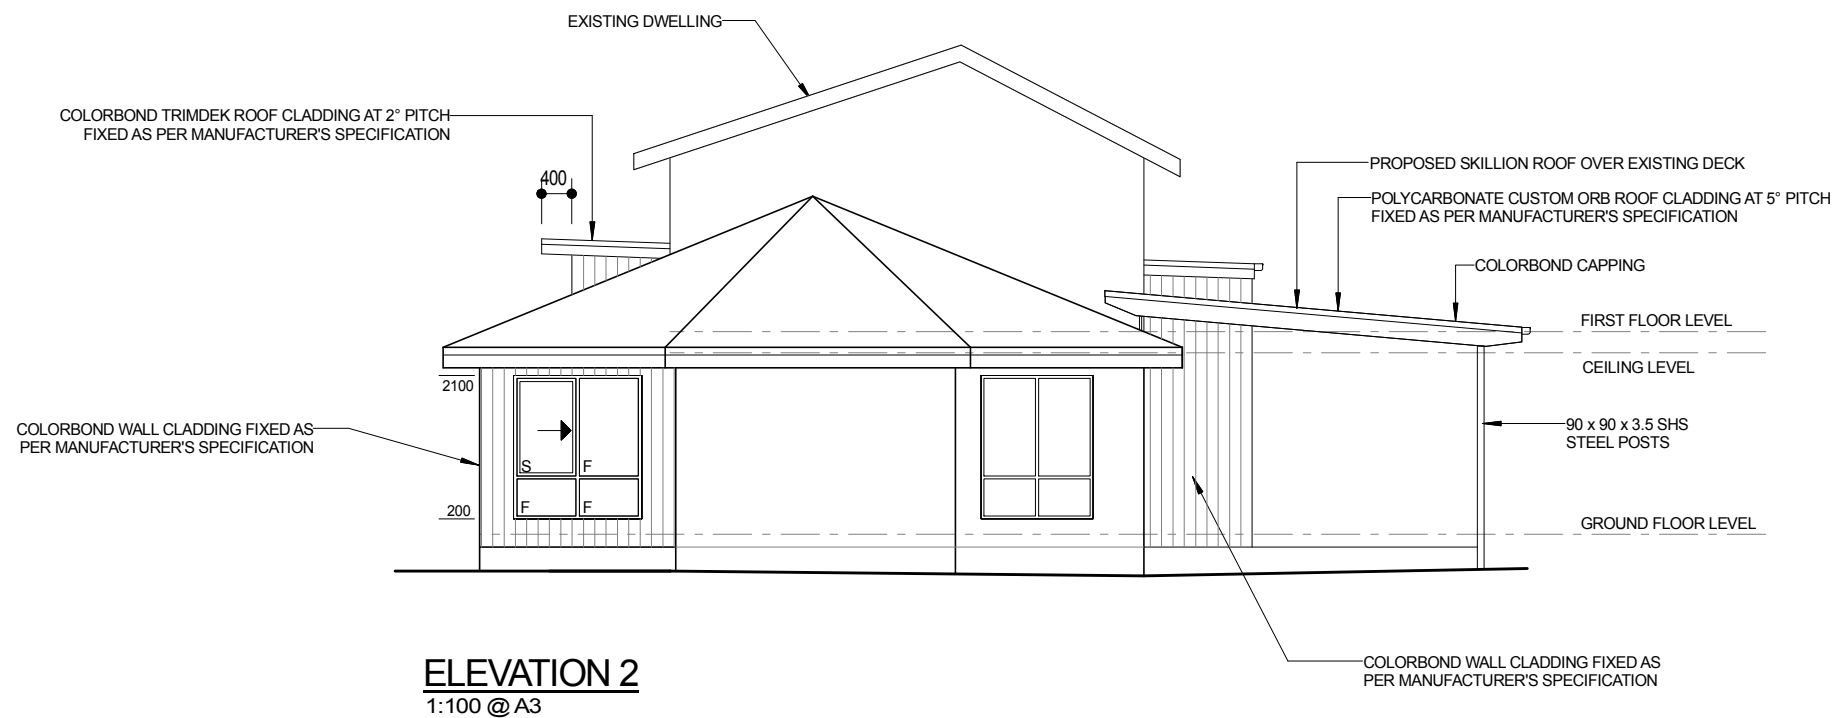 EXISTING DWELLING
COLORBOND TRIMDEK ROOF CLADDING AT 2° PITCH
FIXED AS PER MANUFACTURER'S SPECIFICATION
400
PROPOSED SKILLION ROOF OVER EXISTING DECK
POLYCARBONATE CUSTOM ORB ROOF CLADDING AT 5° PITCH
FIXED AS PER MANUFACTURER'S SPECIFICATION
COLORBOND CAPPING
FIRST FLOOR LEVEL
CEILING LEVEL
2100
COLORBOND WALL CLADDING FIXED AS
PER MANUFACTURER'S SPECIFICATION
90 x 90 x 3.5 SHS
STEEL POSTS
S F
F F
200
GROUND FLOOR LEVEL
COLORBOND WALL CLADDING FIXED AS
PER MANUFACTURER'S SPECIFICATION
ELEVATION 2
1:100 @ A3